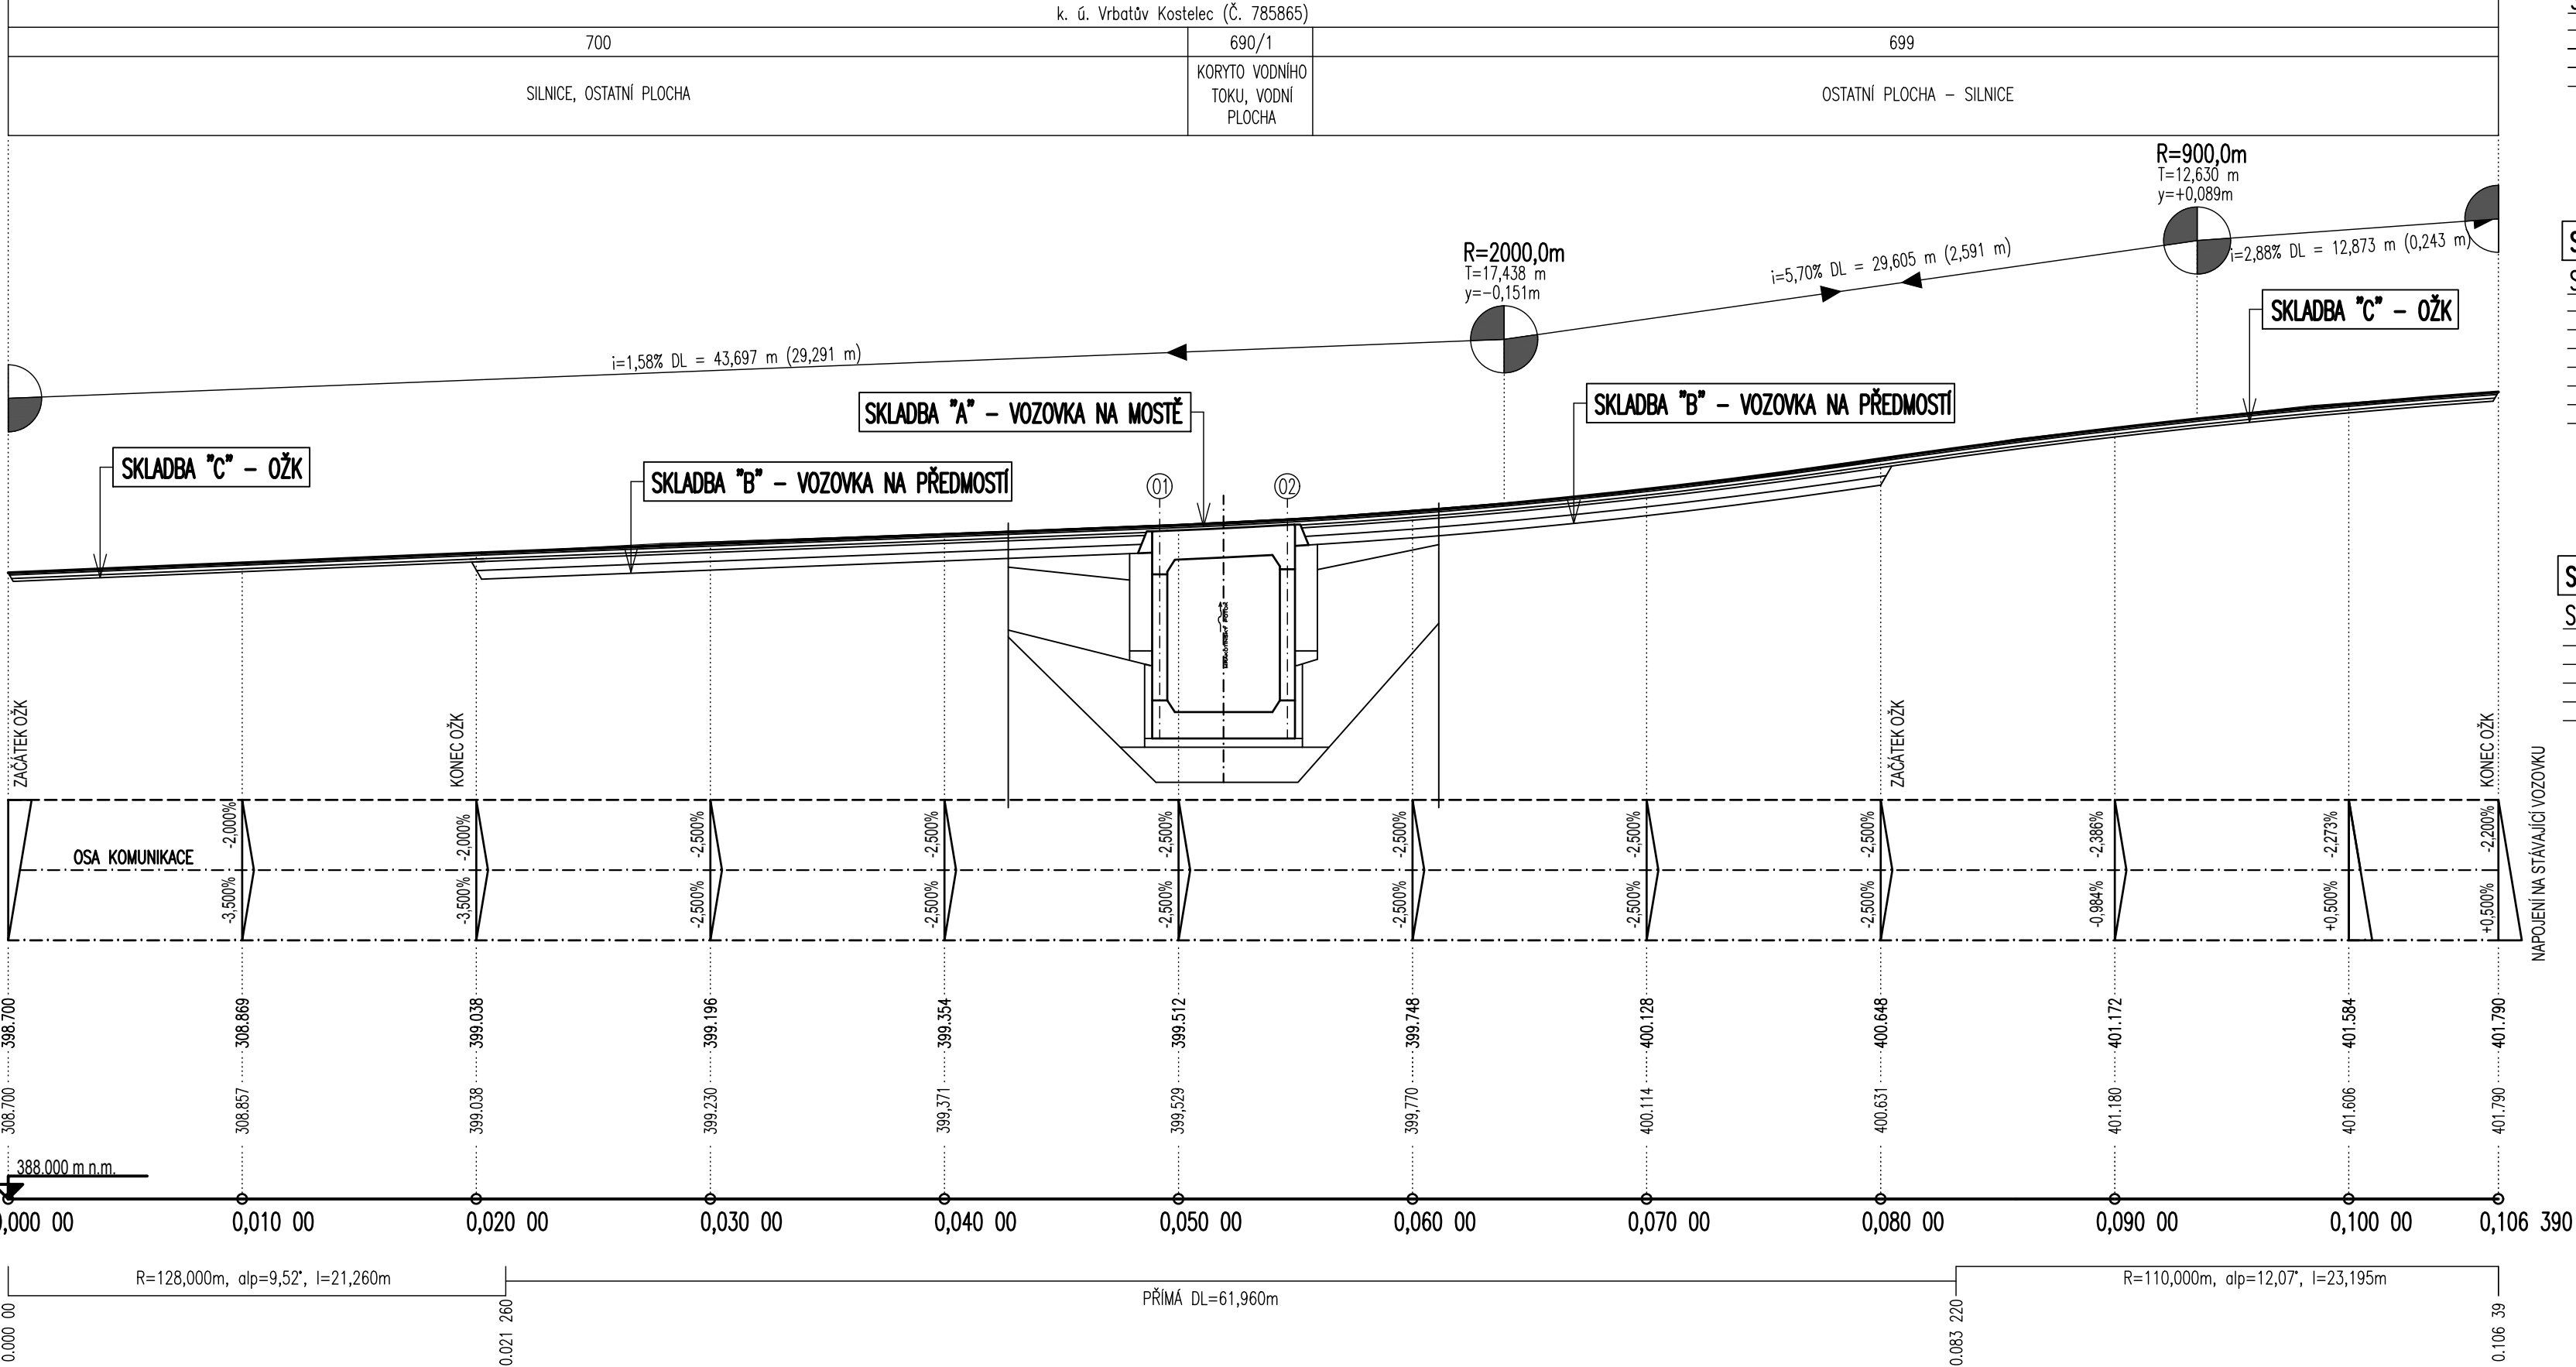 k. ú. Vrbatův Kostelec (Č. 785865)
700
690/1
699
SILNICE, OSTATNÍ PLOCHA
KORYTO VODNÍHO
TOKU, VODNÍ
PLOCHA
OSTATNÍ PLOCHA – SILNICE
R=900,0m
T=12,630 m
y=+0,089m
i=2,88% DL = 12,873 m (0,243 m)
R=2000,0m
T=17,438 m
y=–0,151m
i=5,70% DL = 29,605 m (2,591 m)
i=1,58% DL = 43,697 m (29,291 m)
SKLADBA "C" – OŽK
SKLADBA "A" – VOZOVKA NA MOSTĚ
SKLADBA "B" – VOZOVKA NA PŘEDMOSTÍ
SKLADBA "C" – OŽK
SKLADBA "B" – VOZOVKA NA PŘEDMOSTÍ
01
02
ZAČÁTEK OŽK
KONEC OŽK
ZAČÁTEK OŽK
KONEC OŽK
NAPOJENÍ NA STÁVAJÍCÍ VOZOVKU
OSA KOMUNIKACE
-2,000%
-2,000%
-2,500%
-2,500%
-2,500%
-2,500%
-2,500%
-2,500%
-2,386%
-2,273%
-2,200%
-3,500%
-3,500%
-2,500%
-2,500%
-2,500%
-2,500%
-2,500%
-2,500%
-0,984%
+0,500%
+0,500%
398.700
308.869
399.038
399.196
399.354
399.512
399.748
400.128
400.648
401.172
401.584
401.790
308.700
308.857
399.038
399.230
399,371
399,529
399,770
400.114
400.631
401.180
401.606
401.790
388.000 m n.m.
,000 00
0,010 00
0,020 00
0,030 00
0,040 00
0,050 00
0,060 00
0,070 00
0,080 00
0,090 00
0,100 00
0,106 390
R=128,000m, alp=9,52°, l=21,260m
PŘÍMÁ DL=61,960m
R=110,000m, alp=12,07°, l=23,195m
0.000 00
0.021 260
0.083 220
0.106 39